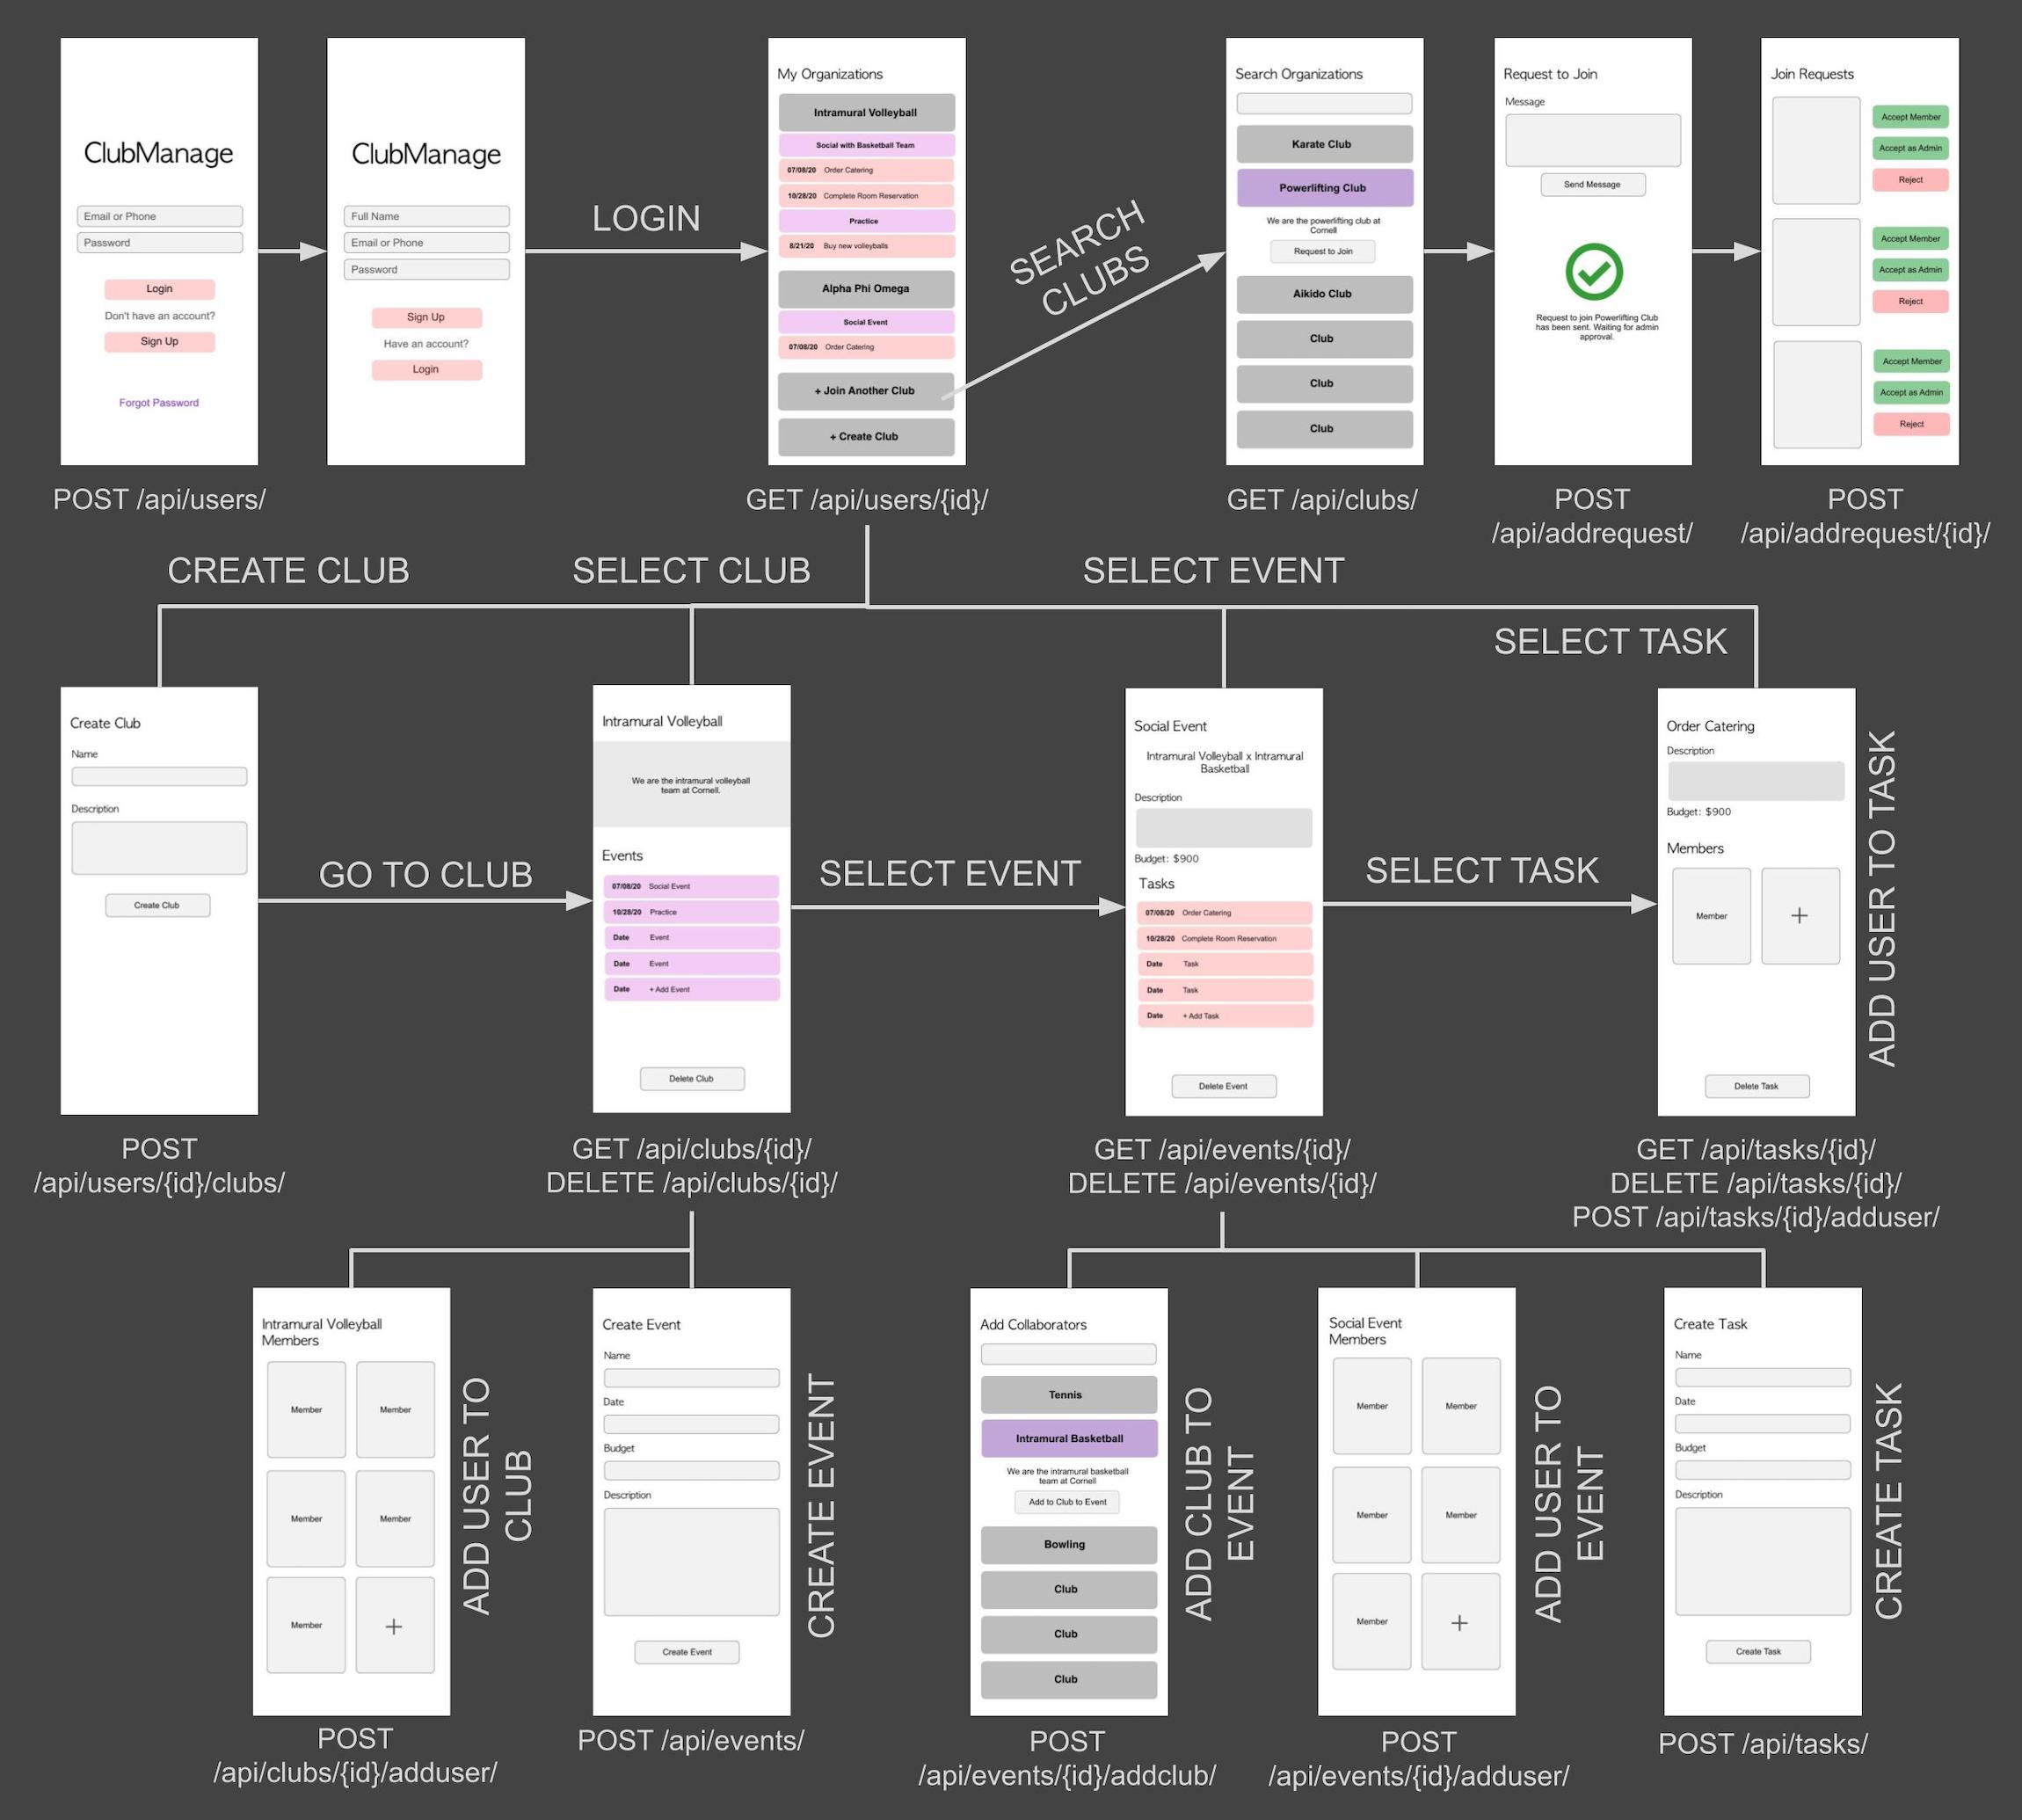 ClubManage
Email or Phone
Password
Login
Don't have an account?
Sign Up
Forgot Password
POST /api/users/
ClubManage
Full Name
Email or Phone
Password
Sign Up
Have an account?
Login
LOGIN
My Organizations
Intramural Volleyball
Social with Basketball Team
07/08/20 Order Catering
10/28/20 Complete Room Reservation
Practice
8/21/20 Buy new volleyballs
Alpha Phi Omega
Social Event
07/08/20 Order Catering
+ Join Another Club
+ Create Club
GET /api/users/{id}/
SEARCH
CLUBS
Search Organizations
Karate Club
Powerlifting Club
We are the powerlifting club at
Cornell
Request to Join
Aikido Club
Club
Club
Club
GET /api/clubs/
Request to Join
Message
Send Message
Request to join Powerlifting Club
has been sent. Waiting for admin
approval.
POST
/api/addrequest/
Join Requests
Accept Member
Accept as Admin
Reject
Accept Member
Accept as Admin
Reject
Accept Member
Accept as Admin
Reject
POST
/api/addrequest/{id}/
CREATE CLUB
SELECT CLUB
SELECT EVENT
SELECT TASK
Create Club
Name
Description
Create Club
POST
/api/users/{id}/clubs/
GO TO CLUB
Intramural Volleyball
We are the intramural volleyball
team at Cornell.
Events
07/08/20 Social Event
10/28/20 Practice
Date Event
Date Event
Date + Add Event
Delete Club
GET /api/clubs/{id}/
DELETE /api/clubs/{id}/
SELECT EVENT
Social Event
Intramural Volleyball x Intramural
Basketball
Description
Budget: $900
Tasks
07/08/20 Order Catering
10/28/20 Complete Room Reservation
Date Task
Date Task
Date + Add Task
Delete Event
GET /api/events/{id}/
DELETE /api/events/{id}/
SELECT TASK
Order Catering
Description
Budget: $900
Members
Member
+
Delete Task
ADD USER TO TASK
GET /api/tasks/{id}/
DELETE /api/tasks/{id}/
POST /api/tasks/{id}/adduser/
Intramural Volleyball
Members
Member
Member
Member
Member
Member
+
ADD USER TO
CLUB
POST
/api/clubs/{id}/adduser/
Create Event
Name
Date
Budget
Description
Create Event
CREATE EVENT
POST /api/events/
Add Collaborators
Tennis
Intramural Basketball
We are the intramural basketball
team at Cornell
Add to Club to Event
Bowling
Club
Club
Club
ADD CLUB TO
EVENT
POST
/api/events/{id}/addclub/
Social Event
Members
Member
Member
Member
Member
Member
+
ADD USER TO
EVENT
POST
/api/events/{id}/adduser/
Create Task
Name
Date
Budget
Description
Create Task
CREATE TASK
POST /api/tasks/